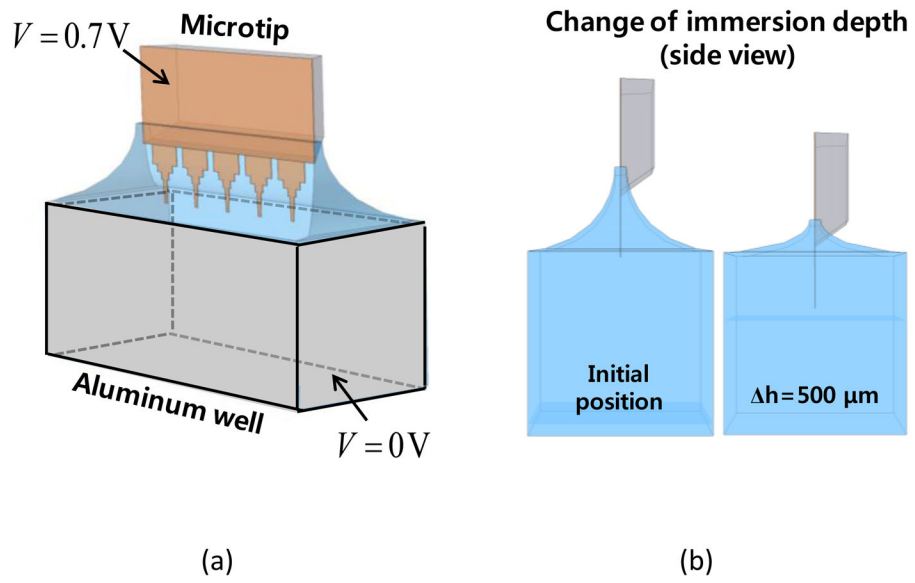 V = 0.7 V
Microtip
Aluminum well
V = 0 V
(a)
Change of immersion depth
(side view)
Initial
position
Δh = 500 μm
(b)